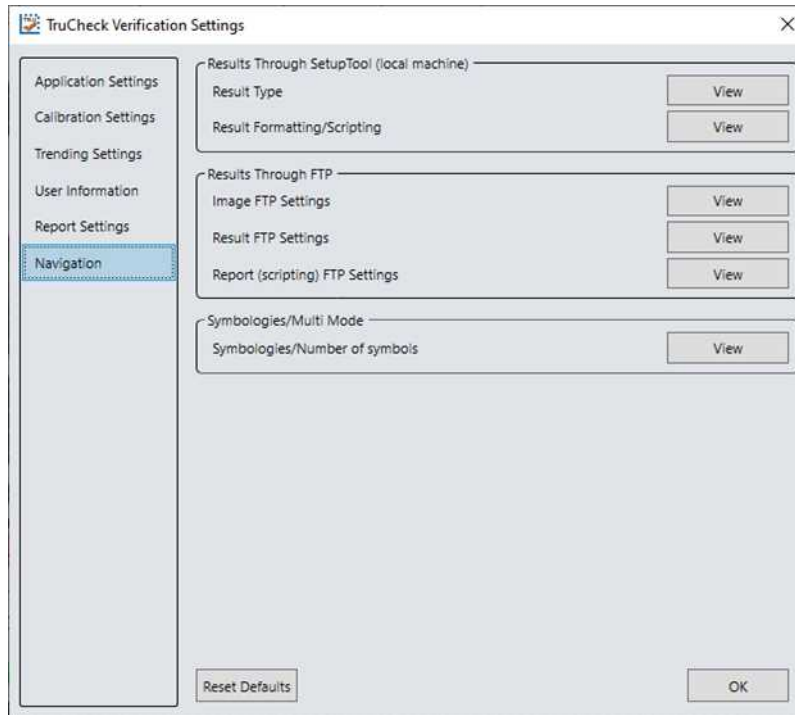 TruCheck Verification Settings
Application Settings
Calibration Settings
Trending Settings
User Information
Report Settings
Navigation
Results Through SetupTool (local machine)
Result Type View
Result Formatting/Scripting View
Results Through FTP
Image FTP Settings View
Result FTP Settings View
Report (scripting) FTP Settings View
Symbologies/Multi Mode
Symbologies/Number of symbols View
Reset Defaults OK